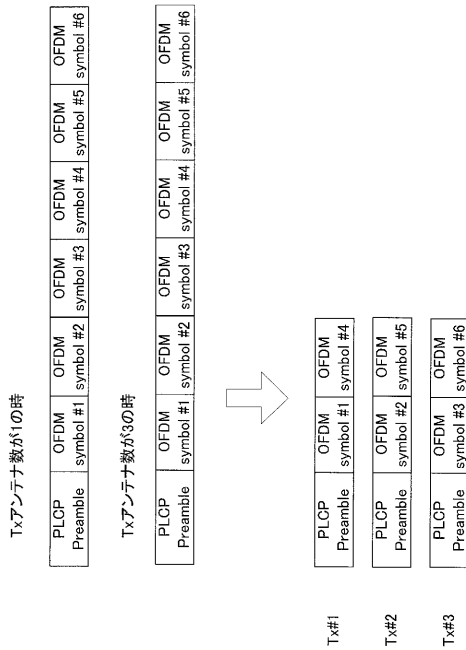 Txアンテナ数が1の時
PLCP
Preamble
OFDM
symbol #1
OFDM
symbol #2
OFDM
symbol #3
OFDM
symbol #4
OFDM
symbol #5
OFDM
symbol #6
Txアンテナ数が3の時
PLCP
Preamble
OFDM
symbol #1
OFDM
symbol #2
OFDM
symbol #3
OFDM
symbol #4
OFDM
symbol #5
OFDM
symbol #6
Tx#1
PLCP
Preamble
OFDM
symbol #1
OFDM
symbol #4
Tx#2
PLCP
Preamble
OFDM
symbol #2
OFDM
symbol #5
Tx#3
PLCP
Preamble
OFDM
symbol #3
OFDM
symbol #6